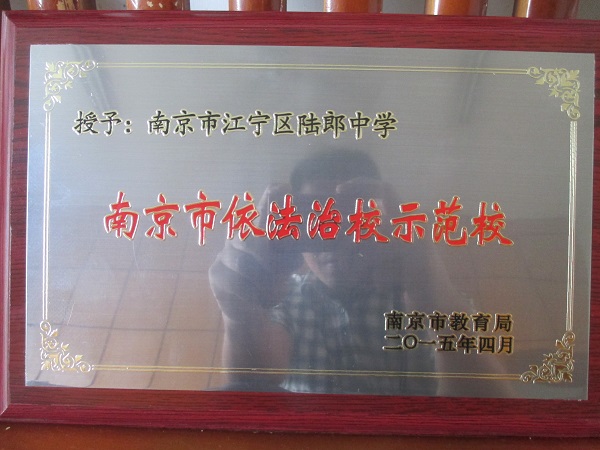 授予：南京市江宁区陆郎中学
南京市依法治校示范校
南京市教育局
二〇一五年四月